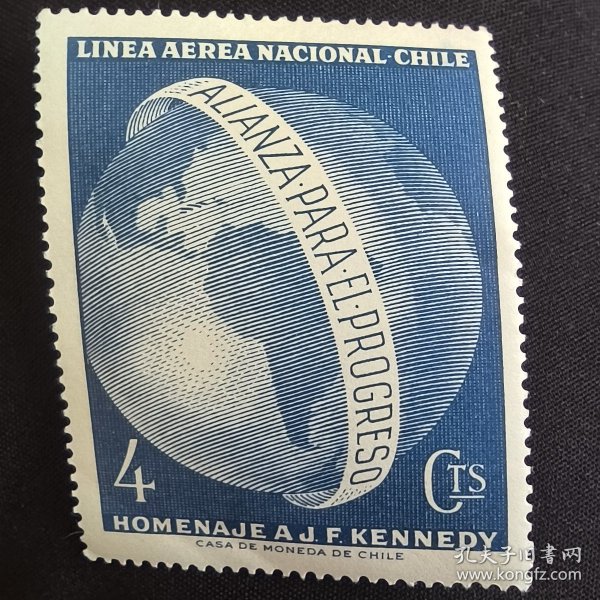 LINEA AEREA NACIONAL-CHILE
ALIANZA·PARA·EL·PROGRESO
4 CTS
HOMENAJE A J. F. KENNEDY
CASA DE MONEDA DE CHILE
孔夫子旧書网
www.kongfz.com